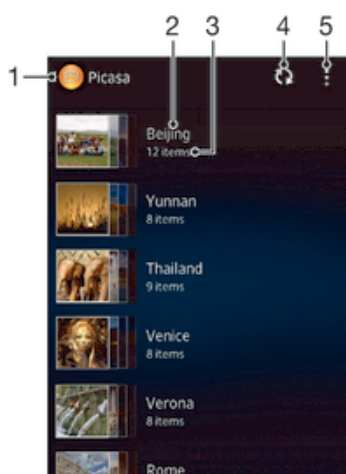 2 3 4 5
1 Picasa
Beijing
12 items
Yunnan
8 items
Thailand
9 items
Venice
8 items
Verona
8 items
Rome